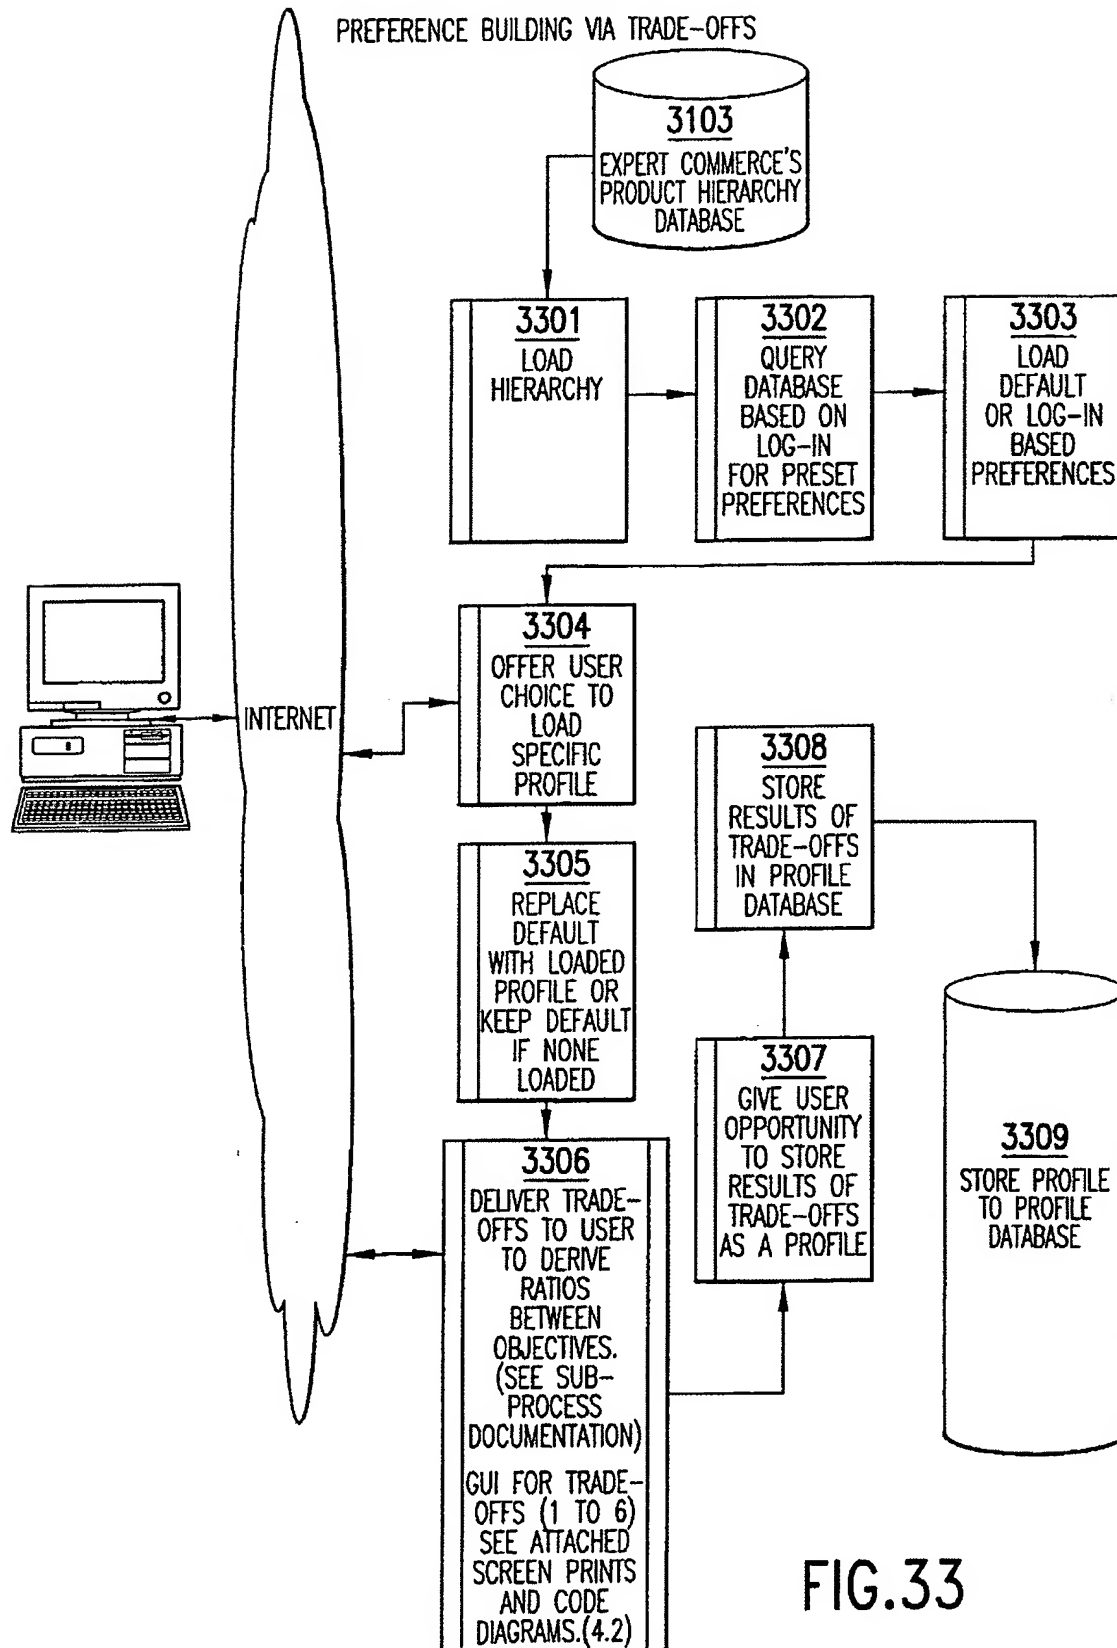 PREFERENCE BUILDING VIA TRADE-OFFS
3103
EXPERT COMMERCE'S
PRODUCT HIERARCHY
DATABASE
3301
LOAD
HIERARCHY
3302
QUERY
DATABASE
BASED ON
LOG-IN
FOR PRESET
PREFERENCES
3303
LOAD
DEFAULT
OR LOG-IN
BASED
PREFERENCES
INTERNET
3304
OFFER USER
CHOICE TO
LOAD
SPECIFIC
PROFILE
3305
REPLACE
DEFAULT
WITH LOADED
PROFILE OR
KEEP DEFAULT
IF NONE
LOADED
3306
DELIVER TRADE-
OFFS TO USER
TO DERIVE
RATIOS
BETWEEN
OBJECTIVES.
(SEE SUB-
PROCESS
DOCUMENTATION)
GUI FOR TRADE-
OFFS (1 TO 6)
SEE ATTACHED
SCREEN PRINTS
AND CODE
DIAGRAMS.(4.2)
3307
GIVE USER
OPPORTUNITY
TO STORE
RESULTS OF
TRADE-OFFS
AS A PROFILE
3308
STORE
RESULTS OF
TRADE-OFFS
IN PROFILE
DATABASE
3309
STORE PROFILE
TO PROFILE
DATABASE
FIG.33